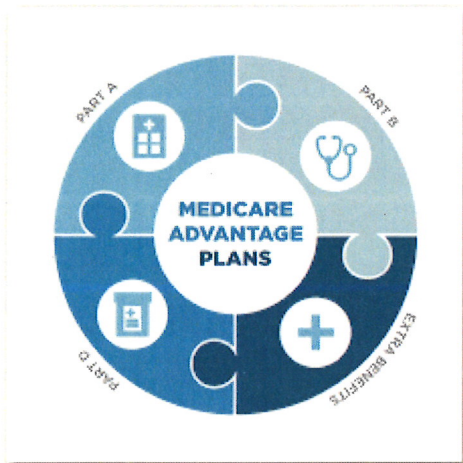 PART A
PART B
MEDICARE
ADVANTAGE
PLANS
PART D
EXTRA BENEFITS